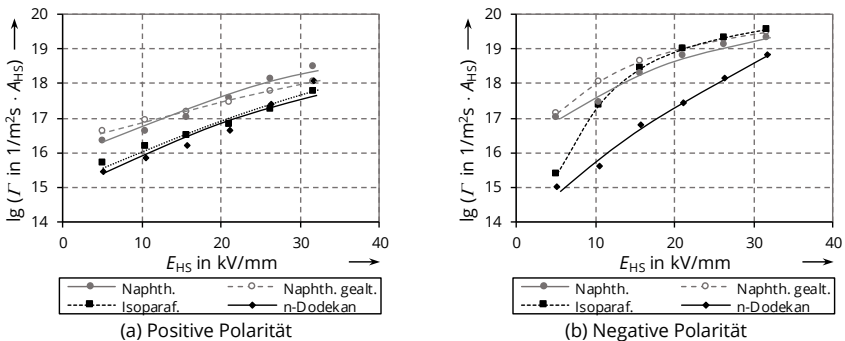 20
19
18
17
16
15
14
0 10 20 30 40
lg (Γ in 1/m²s · A_HS)
E_HS in kV/mm
Naphth. Naphth. gealt.
Isoparaf. n-Dodekan
(a) Positive Polarität
20
19
18
17
16
15
14
0 10 20 30 40
lg (Γ in 1/m²s · A_HS)
E_HS in kV/mm
Naphth. Naphth. gealt.
Isoparaf. n-Dodekan
(b) Negative Polarität